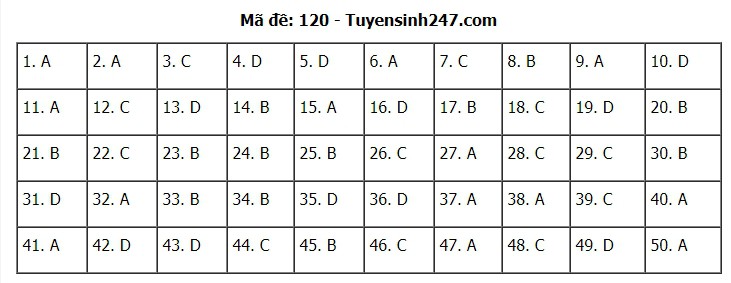 Mã đề: 120 - Tuyensinh247.com
1. A 2. A 3. C 4. D 5. D 6. A 7. C 8. B 9. A 10. D
11. A 12. C 13. D 14. B 15. A 16. D 17. B 18. C 19. D 20. B
21. B 22. C 23. B 24. B 25. B 26. C 27. A 28. C 29. C 30. B
31. D 32. A 33. B 34. B 35. D 36. D 37. A 38. A 39. C 40. A
41. A 42. D 43. D 44. C 45. B 46. C 47. A 48. C 49. D 50. A